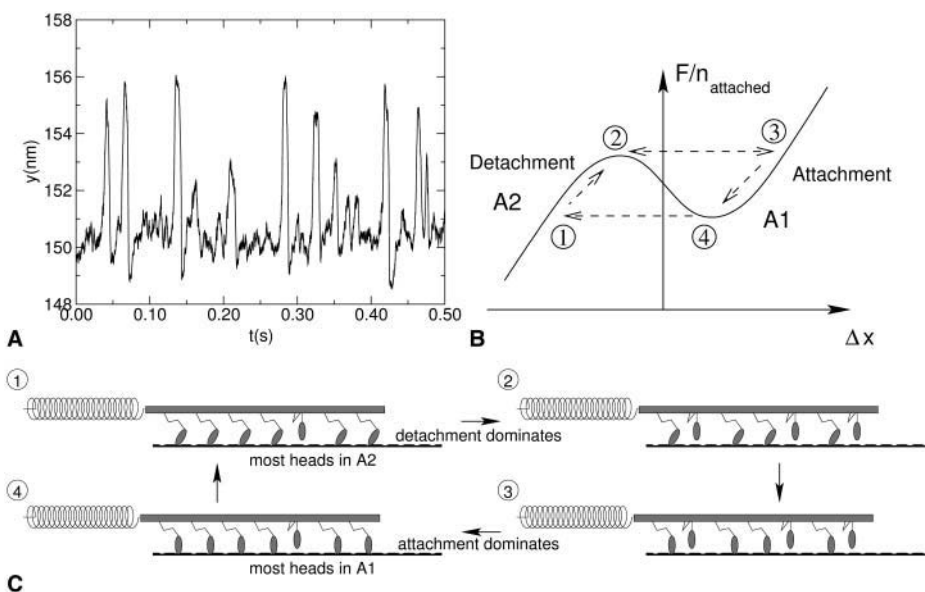 158
156
154
153
152
150
148
y(nm)
0.00 0.10 0.20 0.30 0.40 0.50
t(s)
A
F/n attached
2
3
Detachment
Attachment
A2
A1
1
4
B
Δ x
1
2
detachment dominates
most heads in A2
4
3
attachment dominates
most heads in A1
C